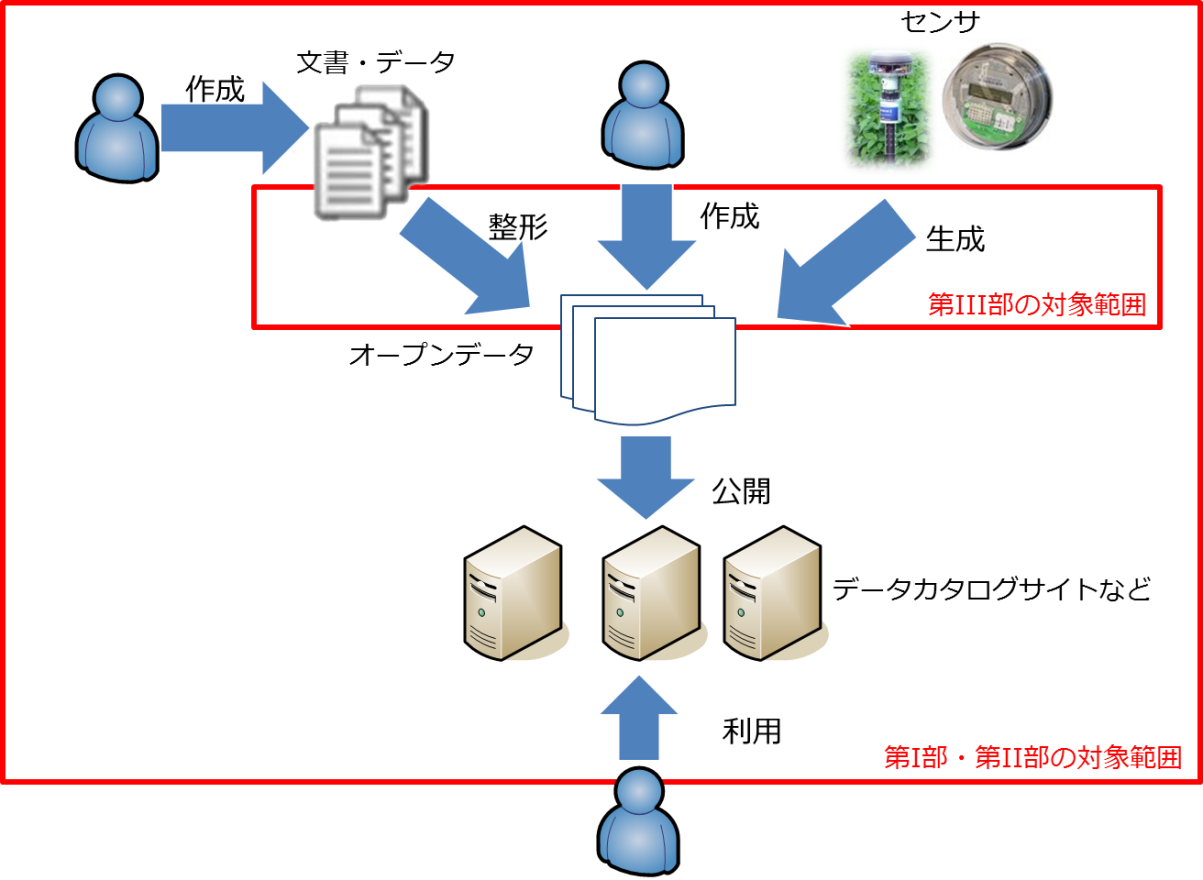 センサ
文書・データ
作成
作成
整形
生成
第III部の対象範囲
オープンデータ
公開
データカタログサイトなど
利用
第I部・第II部の対象範囲